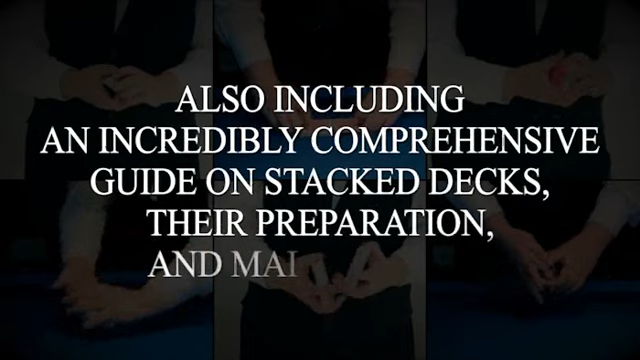 ALSO INCLUDING
AN INCREDIBLY COMPREHENSIVE
GUIDE ON STACKED DECKS,
THEIR PREPARATION,
AND MAI